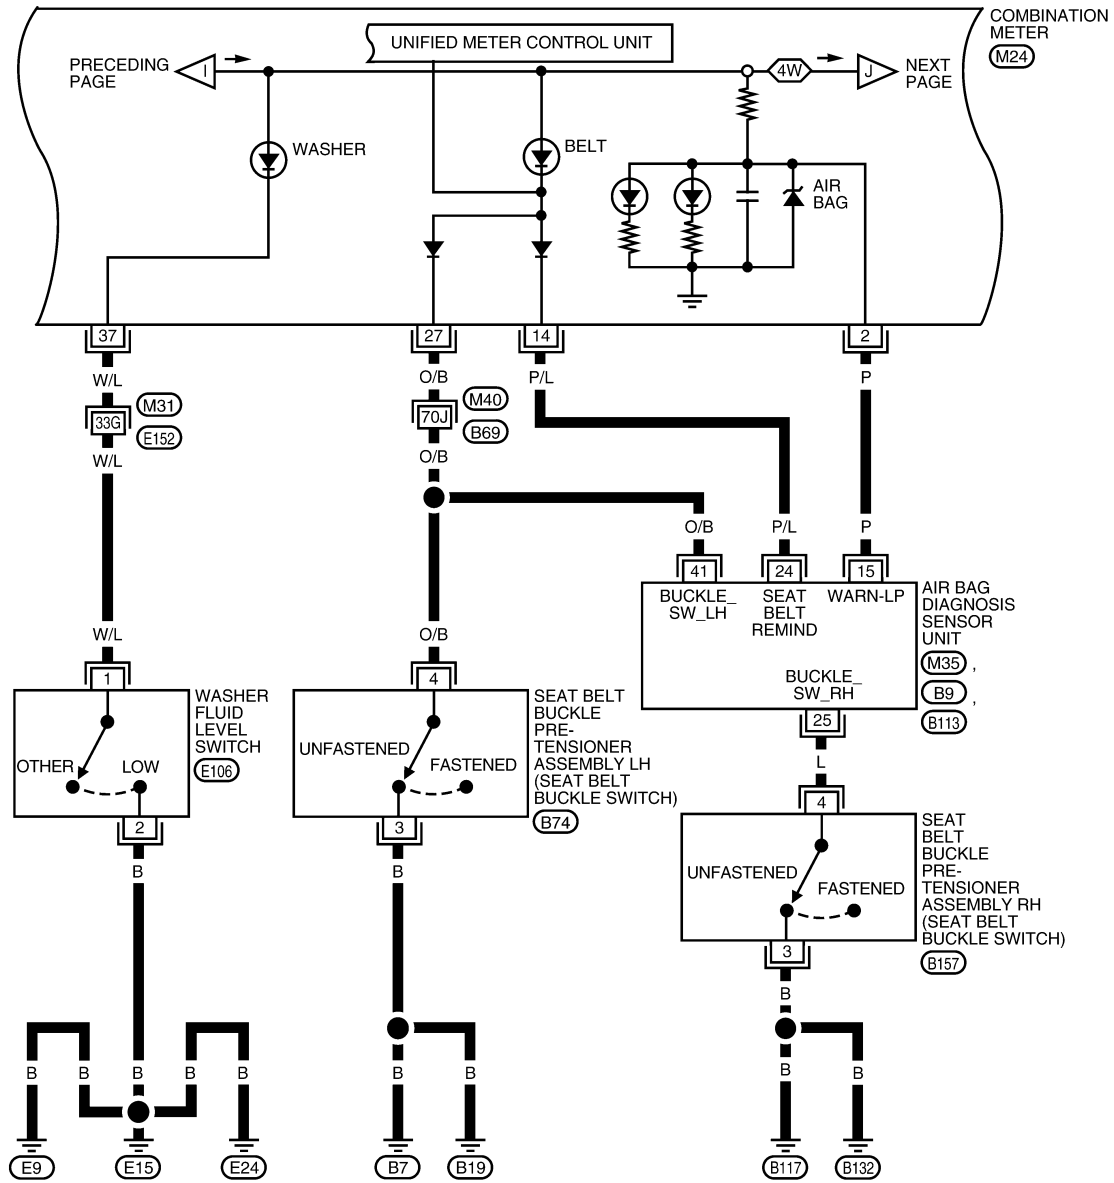 COMBINATION
METER
M24
UNIFIED METER CONTROL UNIT
PRECEDING
PAGE
I
4W
J
NEXT
PAGE
WASHER
BELT
AIR
BAG
37
27
14
2
W/L
O/B
P/L
P
33G
M31
E152
70J
M40
B69
W/L
O/B
O/B
P/L
P
41
24
15
BUCKLE_
SW_LH
SEAT
BELT
REMIND
WARN-LP
BUCKLE_
SW_RH
AIR BAG
DIAGNOSIS
SENSOR
UNIT
M35 ,
B9 ,
B113
W/L
O/B
1
4
25
OTHER
LOW
WASHER
FLUID
LEVEL
SWITCH
E106
UNFASTENED
FASTENED
SEAT BELT
BUCKLE
PRE-
TENSIONER
ASSEMBLY LH
(SEAT BELT
BUCKLE SWITCH)
B74
L
4
2
3
UNFASTENED
FASTENED
SEAT
BELT
BUCKLE
PRE-
TENSIONER
ASSEMBLY RH
(SEAT BELT
BUCKLE SWITCH)
B157
B
B
3
B
B
B
B
B
B
B
B
B
B
E9
E15
E24
B7
B19
B117
B132